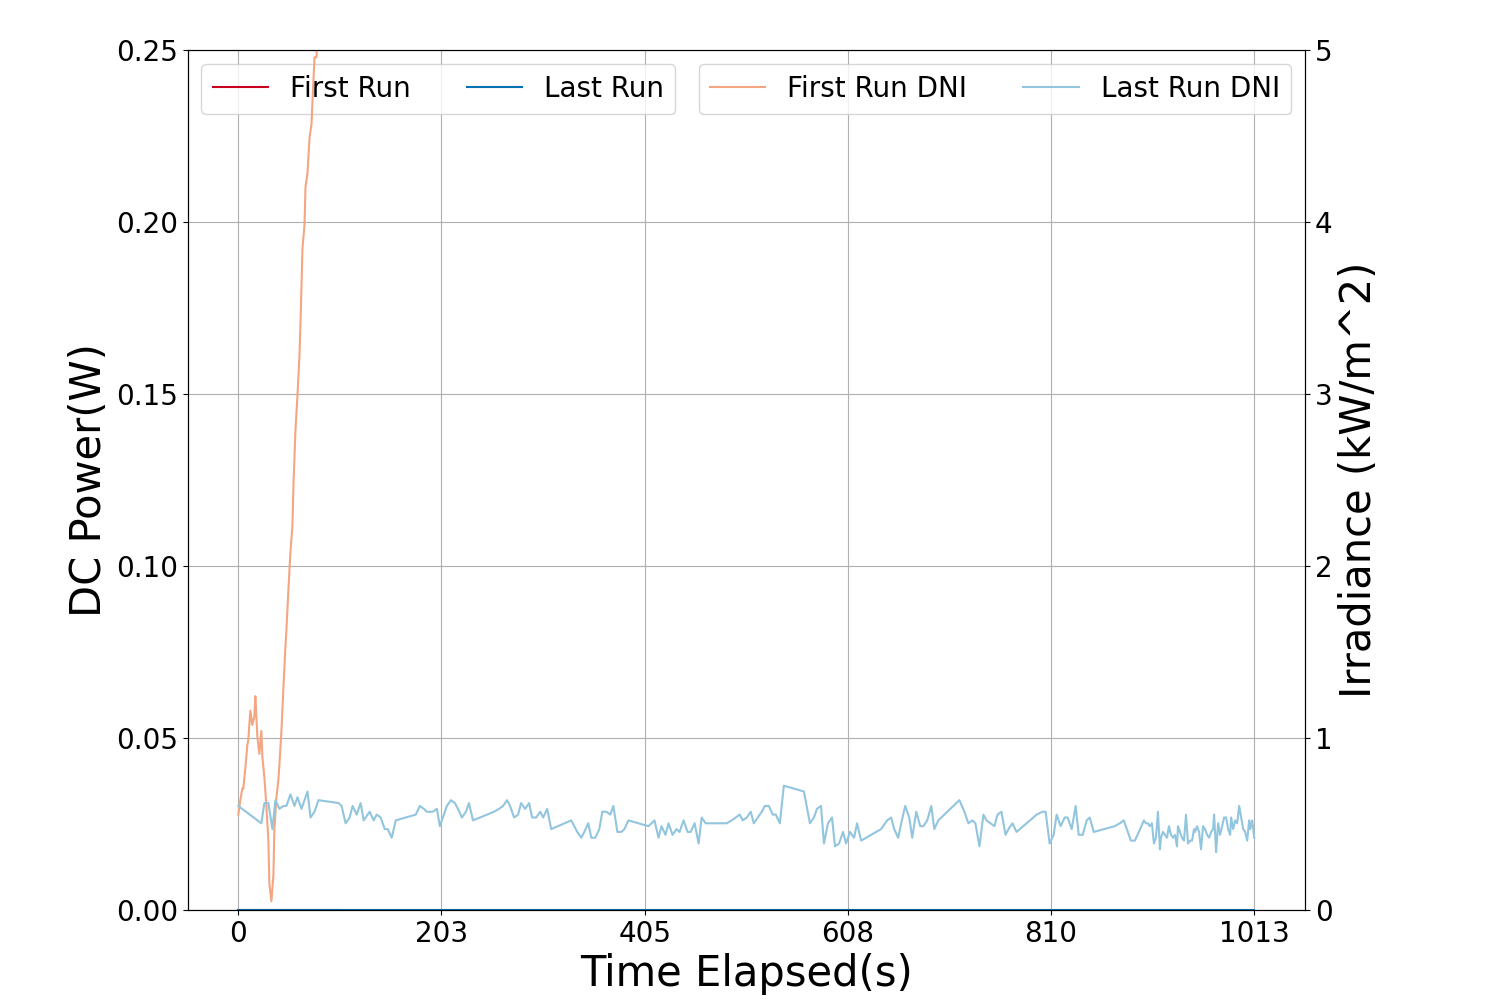 First Run
Last Run
First Run DNI
Last Run DNI
DC Power(W)
0.25
0.20
0.15
0.10
0.05
0.00
5
4
3
2
1
0
Irradiance (kW/m^2)
0
203
405
608
810
1013
Time Elapsed(s)